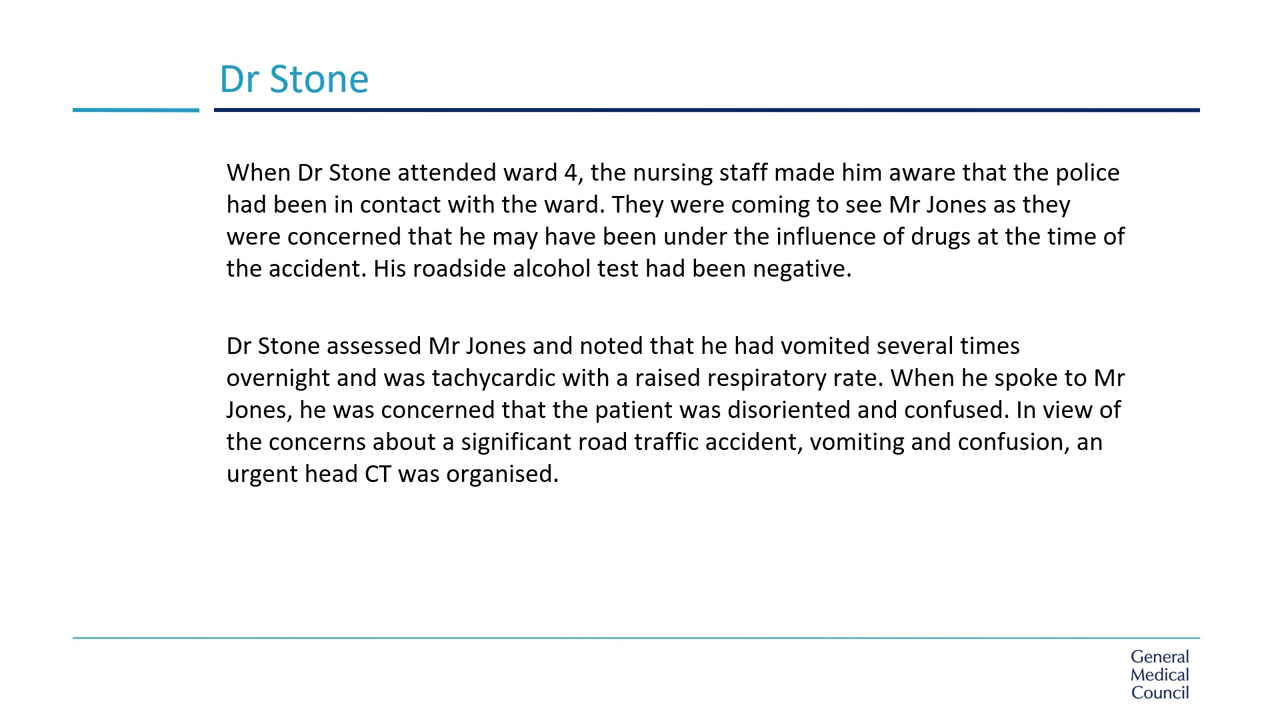 Dr Stone
When Dr Stone attended ward 4, the nursing staff made him aware that the police
had been in contact with the ward. They were coming to see Mr Jones as they
were concerned that he may have been under the influence of drugs at the time of
the accident. His roadside alcohol test had been negative.
Dr Stone assessed Mr Jones and noted that he had vomited several times
overnight and was tachycardic with a raised respiratory rate. When he spoke to Mr
Jones, he was concerned that the patient was disoriented and confused. In view of
the concerns about a significant road traffic accident, vomiting and confusion, an
urgent head CT was organised.
General
Medical
Council